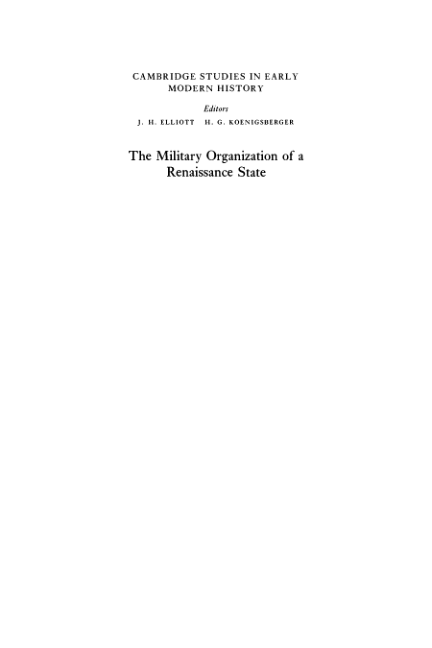 CAMBRIDGE STUDIES IN EARLY
MODERN HISTORY
Editors
J. H. ELLIOTT H. G. KOENIGSBERGER
The Military Organization of a
Renaissance State